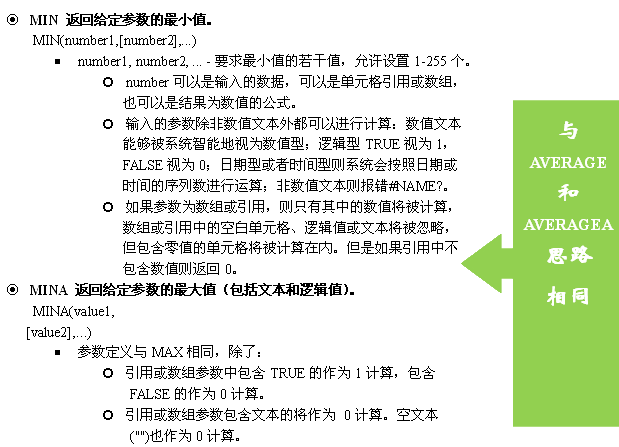 MIN 返回给定参数的最小值。
MIN(number1,[number2],...)
number1, number2, ... - 要求最小值的若干值，允许设置 1-255 个。
number 可以是输入的数据，可以是单元格引用或数组，
也可以是结果为数值的公式。
输入的参数除非数值文本外都可以进行计算：数值文本
能够被系统智能地视为数值型；逻辑型 TRUE 视为 1，
FALSE 视为 0；日期型或者时间型则系统会按照日期或
时间的序列数进行运算；非数值文本则报错#NAME?。
如果参数为数组或引用，则只有其中的数值将被计算，
数组或引用中的空白单元格、逻辑值或文本将被忽略，
但包含零值的单元格将被计算在内。但是如果引用中不
包含数值则返回 0。
MINA 返回给定参数的最大值（包括文本和逻辑值）。
MINA(value1,
[value2],...)
参数定义与 MAX 相同，除了：
引用或数组参数中包含 TRUE 的作为 1 计算，包含
FALSE 的作为 0 计算。
引用或数组参数包含文本的将作为 0 计算。空文本
("")也作为 0 计算。
与
AVERAGE
和
AVERAGEA
思路
相同